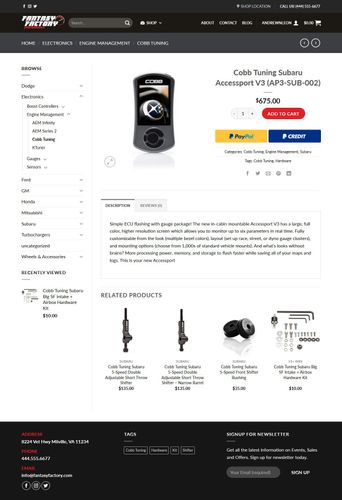 SHOP LOCATION
CALL US! (444) 555-6677
FANTASY
FACTORY
Search...
SHOP
ABOUT
BLOG
ANDREWNLEON
$0.00
HOME
ELECTRONICS
ENGINE MANAGEMENT
COBB TUNING
BROWSE
Dodge
Electronics
Boost Controllers
Engine Management
AEM Infinity
AEM Series 2
Cobb Tuning
KTuner
Gauges
Sensors
Ford
GM
Honda
Mitsubishi
Subaru
Turbochargers
uncategorized
Wheels & Accessories
RECENTLY VIEWED
Cobb Tuning Subaru
Big SF Intake +
Airbox Hardware
Kit
$10.00
COBB
Cobb Tuning Subaru
Accessport V3 (AP3-SUB-002)
$675.00
- 1 +
ADD TO CART
PayPal
CREDIT
Categories: Cobb Tuning, Engine Management, Subaru
Tags: Cobb Tuning, Hardware
DESCRIPTION
REVIEWS (0)
Simple ECU flashing with gauge package! The new in-cabin mountable Accessport V3 has a large, full
color, higher resolution screen which allows you to monitor up to six parameters in real time. Fully
customizable from the look (multiple bezel colors), layout (set up race, street, or dyno gauge clusters),
and mounting options (choose from 1,000s of standard vehicle mounts). And what's looks without
brains? More processing power, memory, and storage to flash faster while saving all of your maps and
logs. This is your new Accessport
RELATED PRODUCTS
SUBARU
Cobb Tuning Subaru
5-Speed Double
Adjustable Short Throw
Shifter
$135.00
SUBARU
Cobb Tuning Subaru
5-Speed Double
Adjustable Short Throw
Shifter – Narrow Barrel
$135.00
SUBARU
Cobb Tuning Subaru
5-Speed Front Shifter
Bushing
$35.00
Cobb Tuning Subaru Big
SF Intake + Airbox
Hardware Kit
$10.00
ADDRESS
8224 Vel Hwy Milville, VA 11234
PHONE
444.555.6677
EMAIL
info@fantasyfactory.com
TAGS
Cobb Tuning
Hardware
Kit
Shifter
SIGNUP FOR NEWSLETTER
Get all the latest information on Events, Sales
and Offers. Sign up for newsletter today.
Your Email (required)
SIGN UP